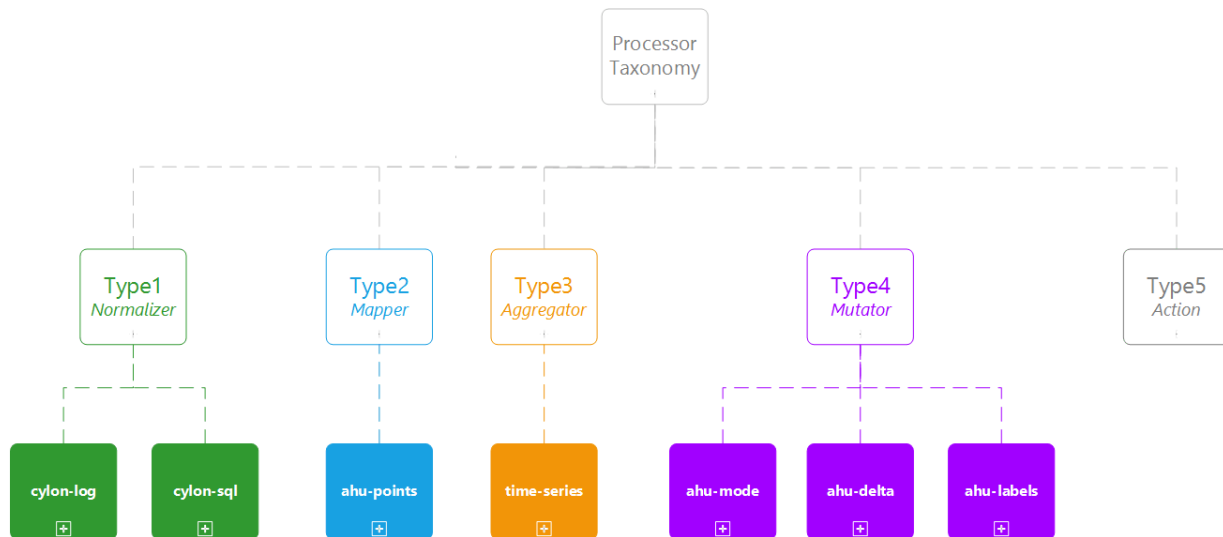 Processor
Taxonomy
Type1
Normalizer
Type2
Mapper
Type3
Aggregator
Type4
Mutator
Type5
Action
cylon-log
cylon-sql
ahu-points
time-series
ahu-mode
ahu-delta
ahu-labels